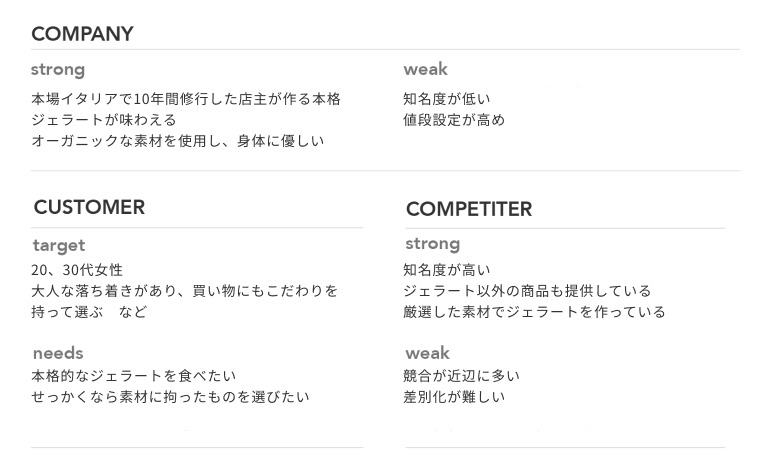 COMPANY
strong
本場イタリアで10年間修行した店主が作る本格
ジェラートが味わえる
オーガニックな素材を使用し、身体に優しい
weak
知名度が低い
値段設定が高め
CUSTOMER
target
20、30代女性
大人な落ち着きがあり、買い物にもこだわりを
持って選ぶ　など
needs
本格的なジェラートを食べたい
せっかくなら素材に拘ったものを選びたい
COMPETITER
strong
知名度が高い
ジェラート以外の商品も提供している
厳選した素材でジェラートを作っている
weak
競合が近辺に多い
差別化が難しい